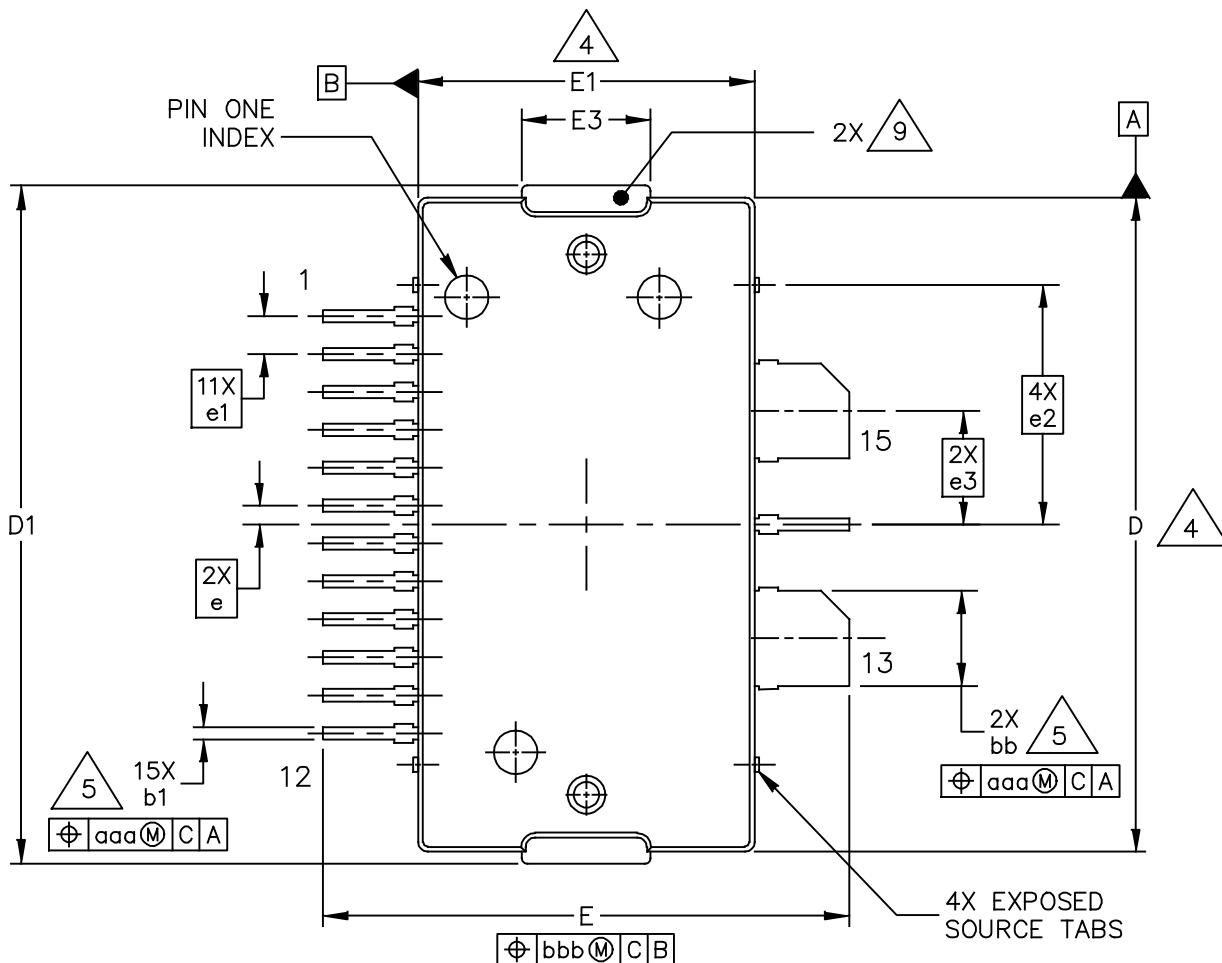 4
B
E1
PIN ONE
INDEX
E3
2X 9
A
1
11X
e1
4X
e2
15
2X
e3
D1
D 4
2X
e
13
2X
bb 5
⌖ aaa Ⓜ C A
5 15X
b1
12
⌖ aaa Ⓜ C A
E
⌖ bbb Ⓜ C B
4X EXPOSED
SOURCE TABS